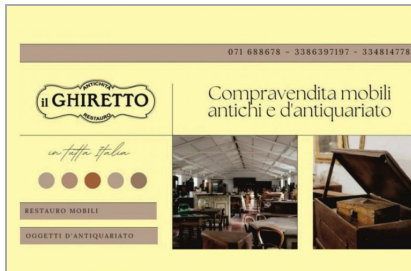 071 688678 – 3386397197 - 334814778
ANTICHITÀ
il GHIRETTO
RESTAURO
Compravendita mobili
antichi e d'antiquariato
in tutta Italia
RESTAURO MOBILI
OGGETTI D'ANTIQUARIATO